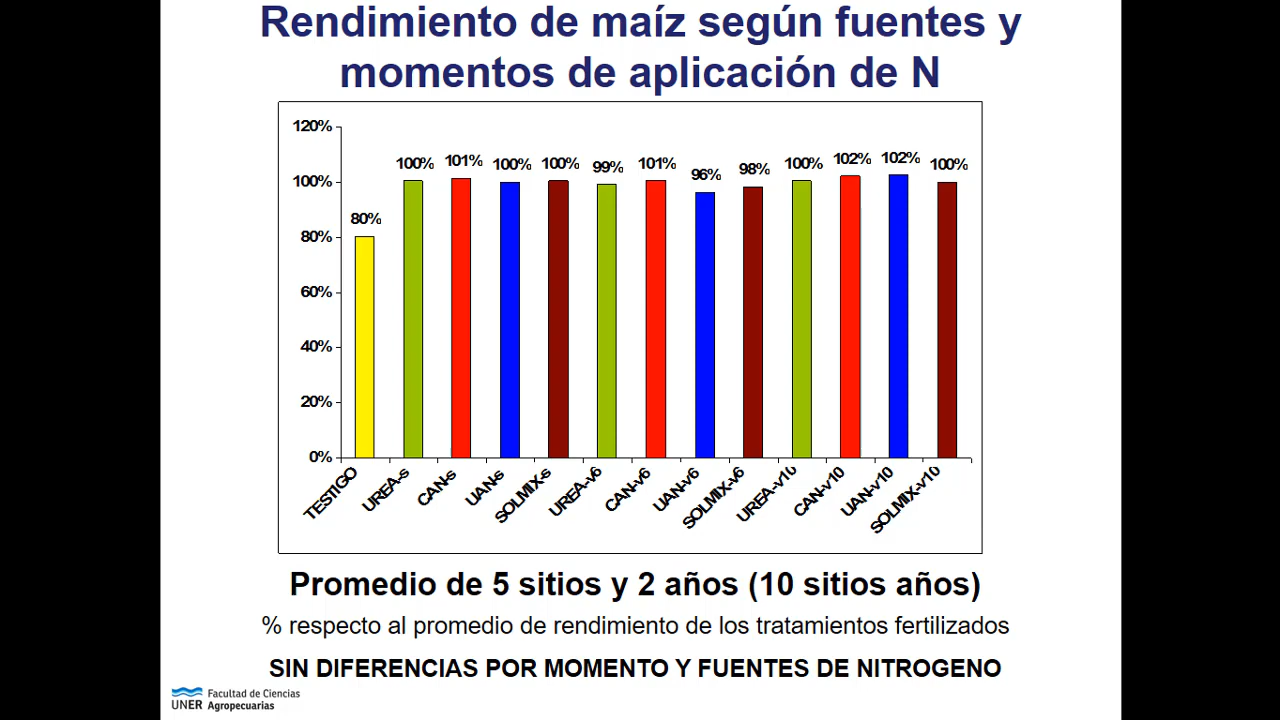 Rendimiento de maíz según fuentes y
momentos de aplicación de N
120%
100%
80%
60%
40%
20%
0%
80%
100%
101%
100%
100%
99%
101%
96%
98%
100%
102%
102%
100%
TESTIGO
UREA-s
CAN-s
UAN-s
SOLMIX-s
UREA-v6
CAN-v6
UAN-v6
SOLMIX-v6
UREA-v10
CAN-v10
UAN-v10
SOLMIX-v10
Promedio de 5 sitios y 2 años (10 sitios años)
% respecto al promedio de rendimiento de los tratamientos fertilizados
SIN DIFERENCIAS POR MOMENTO Y FUENTES DE NITROGENO
Facultad de Ciencias
UNER Agropecuarias